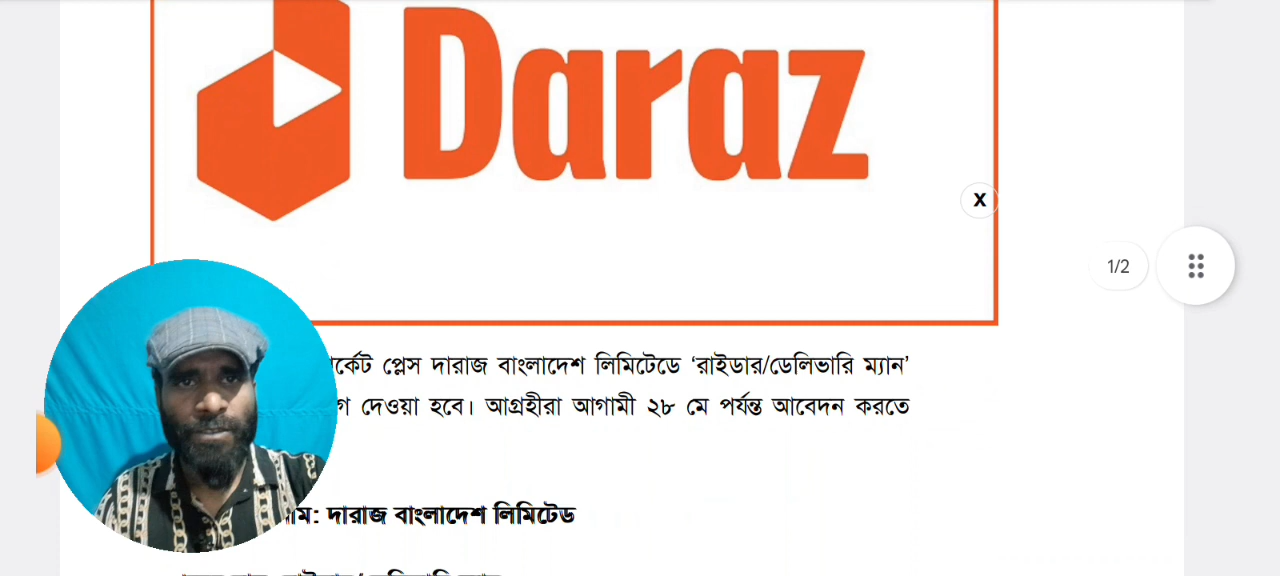 Daraz
X
1/2
প্লেস দারাজ বাংলাদেশ লিমিটেডে ‘রাইডার/ডেলিভারি ম্যান’
দেওয়া হবে। আগ্রহীরা আগামী ২৮ মে পর্যন্ত আবেদন করতে
দারাজ বাংলাদেশ লিমিটেড